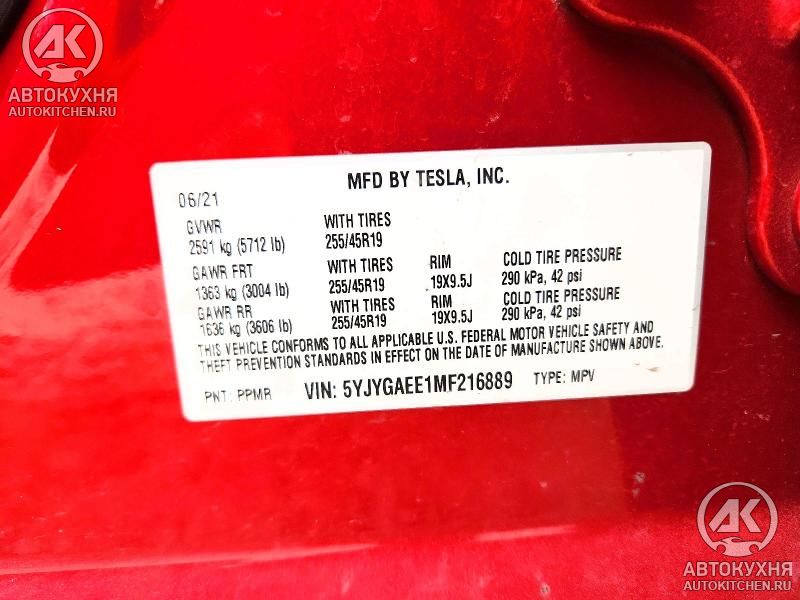 AK
АВТОКУХНЯ
AUTOKITCHEN.RU
MFD BY TESLA, INC.
06/21
GVWR WITH TIRES
2591 kg (5712 lb) 255/45R19
GAWR FRT WITH TIRES RIM COLD TIRE PRESSURE
1363 kg (3004 lb) 255/45R19 19X9.5J 290 kPa, 42 psi
GAWR RR WITH TIRES RIM COLD TIRE PRESSURE
1636 kg (3606 lb) 255/45R19 19X9.5J 290 kPa, 42 psi
THIS VEHICLE CONFORMS TO ALL APPLICABLE U.S. FEDERAL MOTOR VEHICLE SAFETY AND
THEFT PREVENTION STANDARDS IN EFFECT ON THE DATE OF MANUFACTURE SHOWN ABOVE.
PNT: PPMR VIN: 5YJYGAEE1MF216889 TYPE: MPV
AK
АВТОКУХНЯ
AUTOKITCHEN.RU